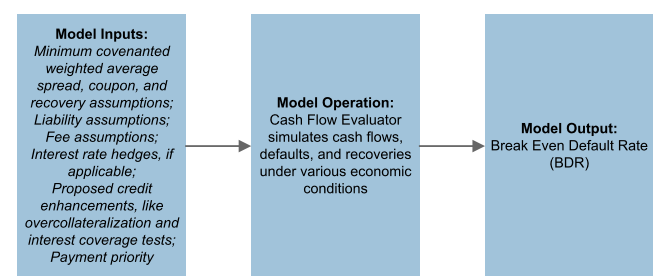 Model Inputs:
Minimum covenanted
weighted average
spread, coupon, and
recovery assumptions;
Liability assumptions;
Fee assumptions;
Interest rate hedges, if
applicable;
Proposed credit
enhancements, like
overcollateralization and
interest coverage tests;
Payment priority
Model Operation:
Cash Flow Evaluator
simulates cash flows,
defaults, and recoveries
under various economic
conditions
Model Output:
Break Even Default Rate
(BDR)